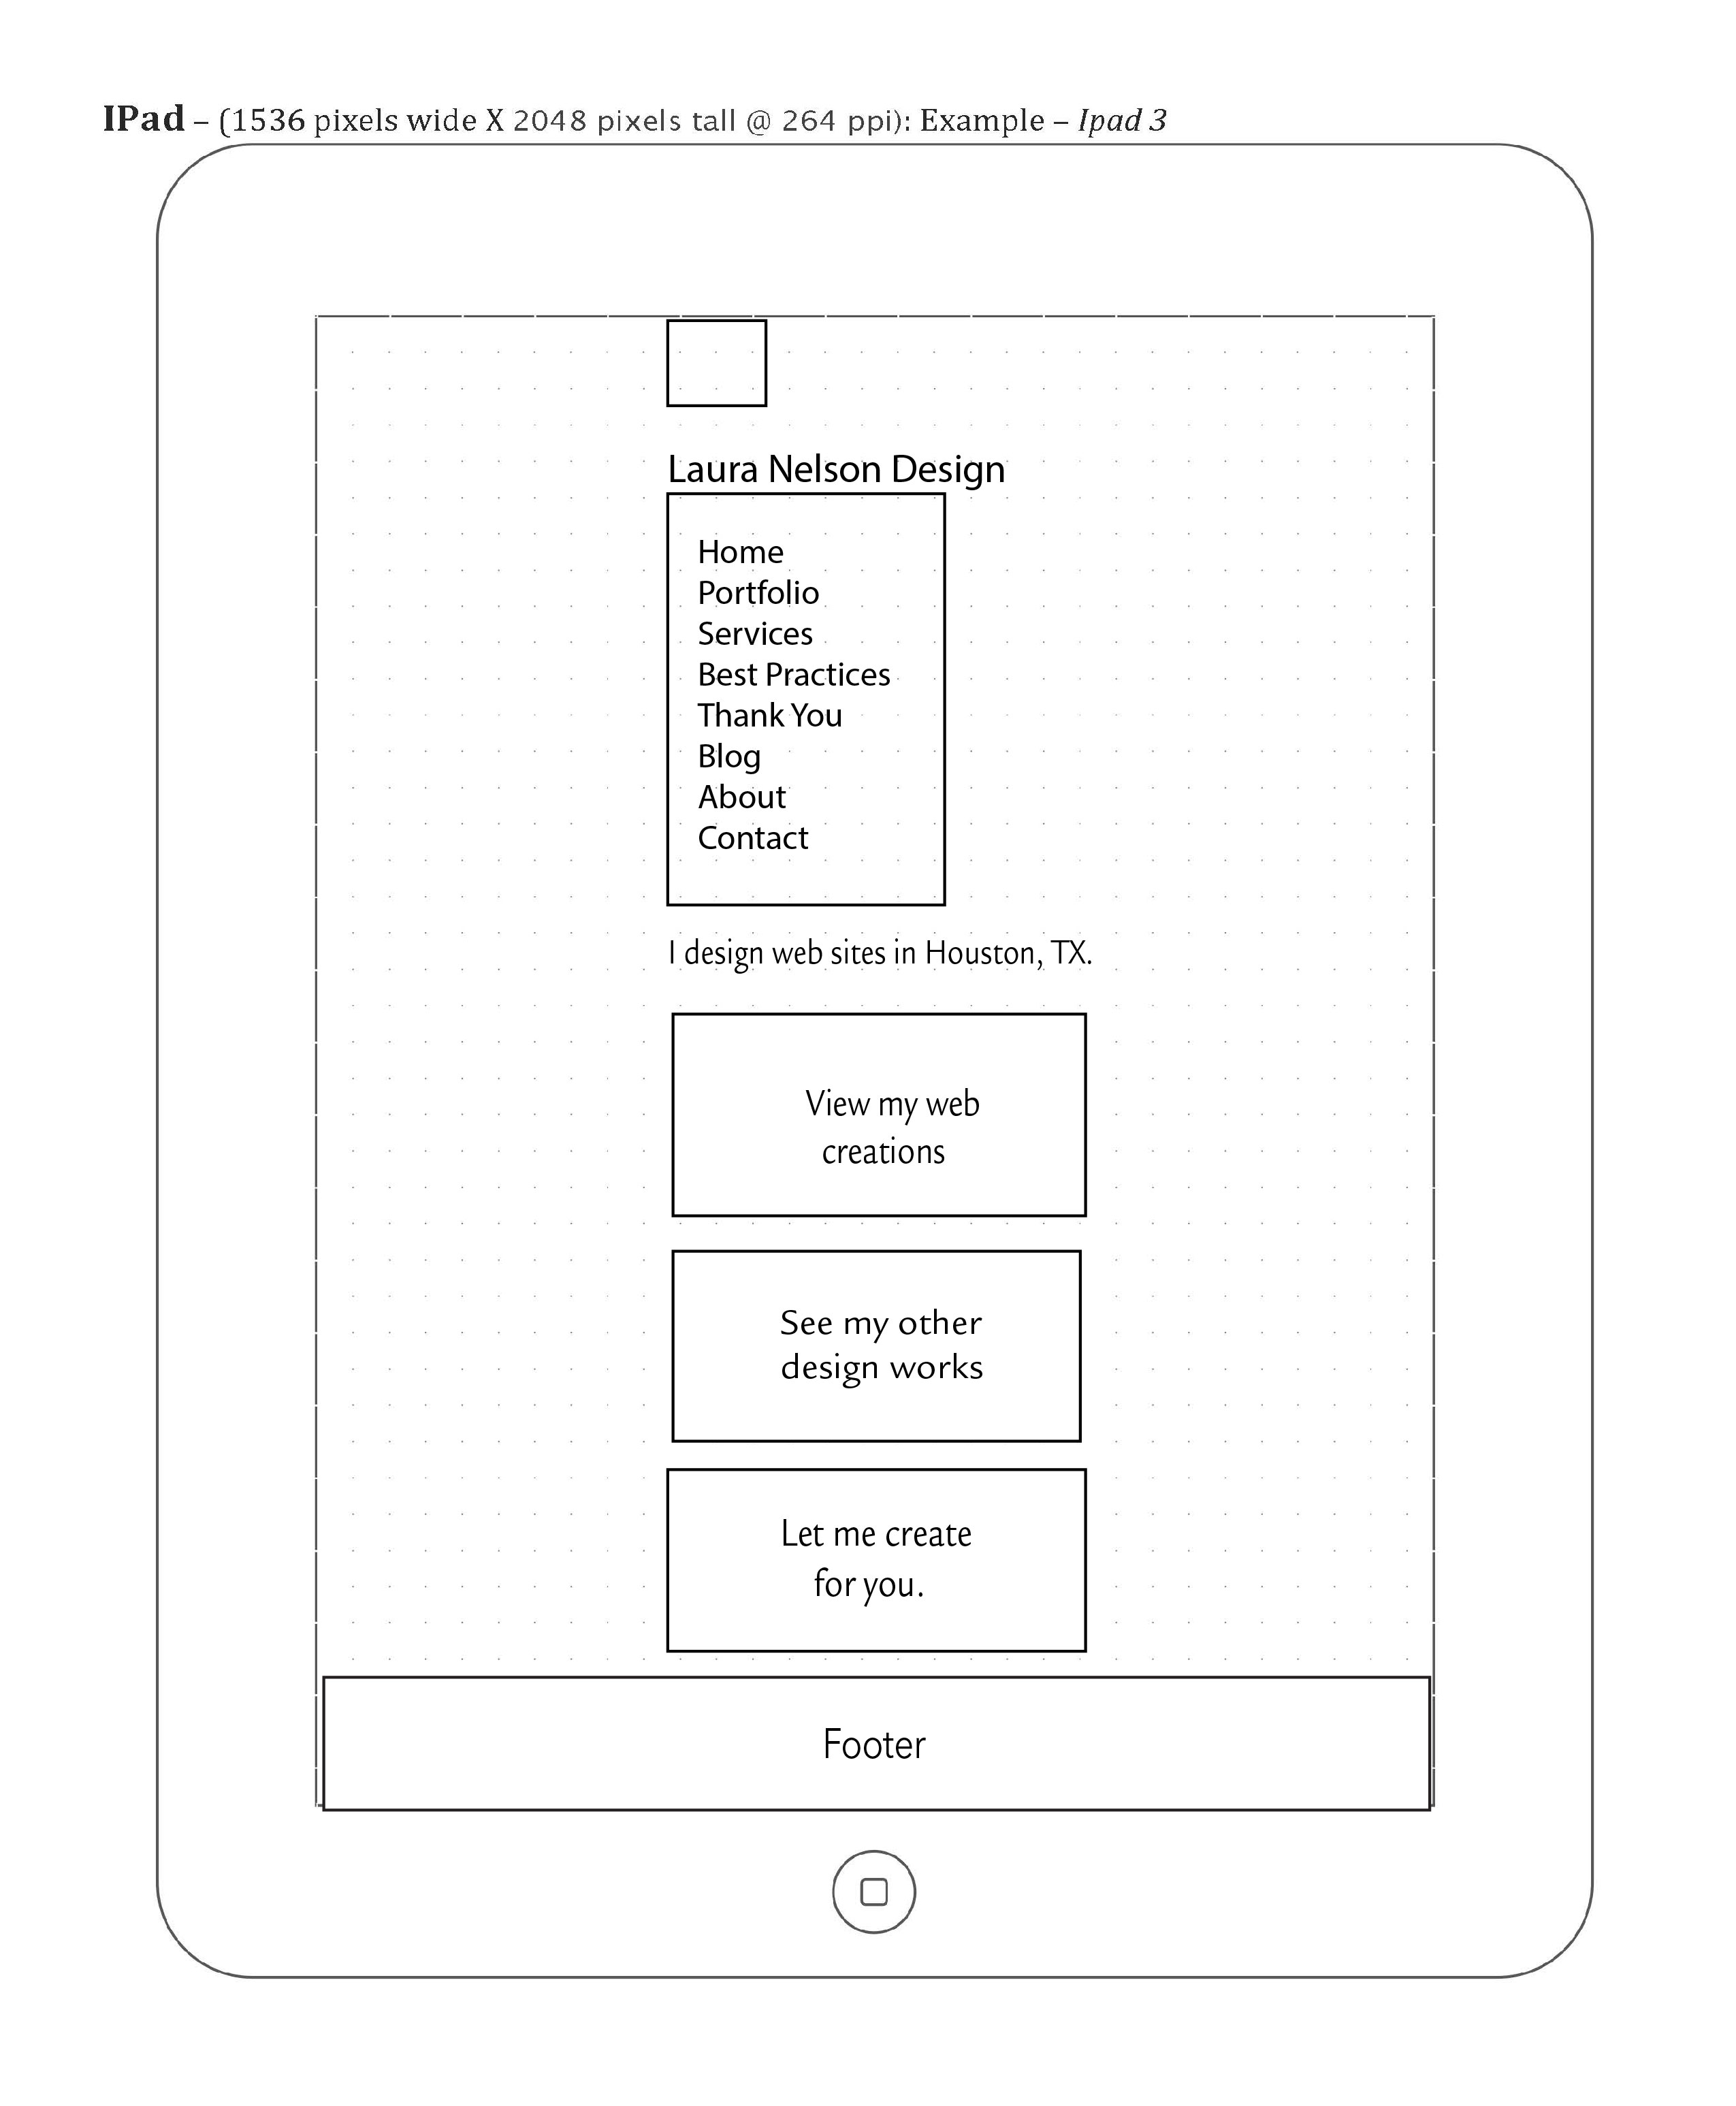 IPad – (1536 pixels wide X 2048 pixels tall @ 264 ppi): Example – Ipad 3
Laura Nelson Design
Home
Portfolio
Services
Best Practices
Thank You
Blog
About
Contact
I design web sites in Houston, TX.
View my web
creations
See my other
design works
Let me create
for you.
Footer